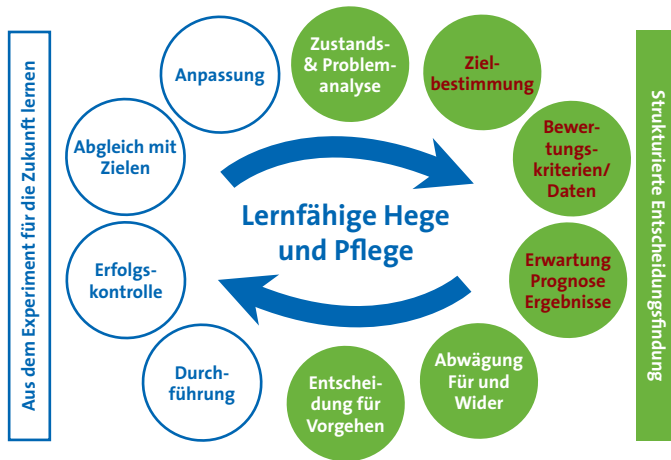 Aus dem Experiment für die Zukunft lernen
Anpassung
Zustands-
& Problem-
analyse
Ziel-
bestimmung
Abgleich mit
Zielen
Bewer-
tungs-
kriterien/
Daten
Lernfähige Hege
und Pflege
Erfolgs-
kontrolle
Erwartung
Prognose
Ergebnisse
Durch-
führung
Entschei-
dung für
Vorgehen
Abwägung
Für und
Wider
Strukturierte Entscheidungsfindung